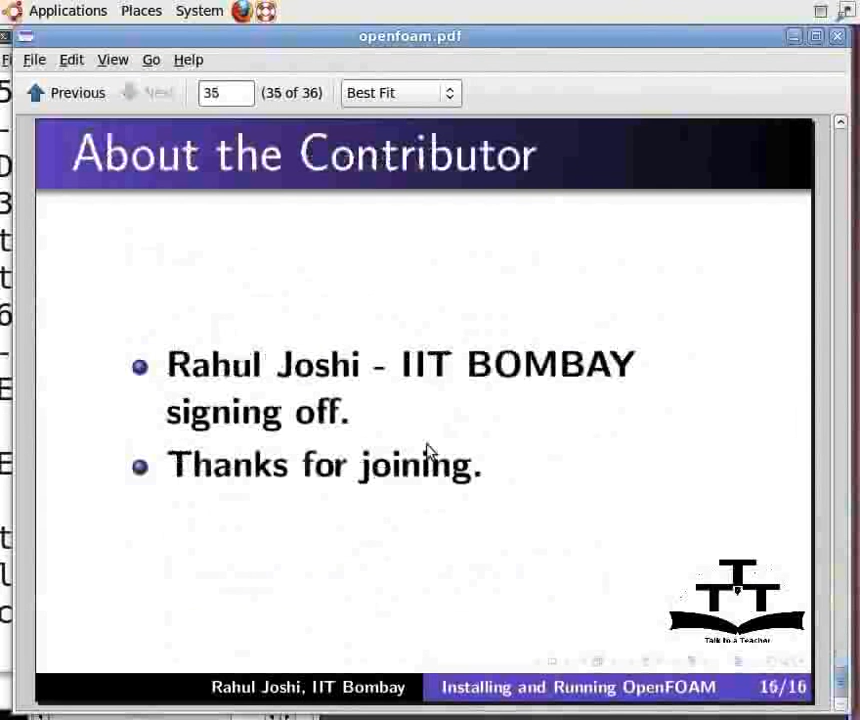 Applications Places System
openfoam.pdf
File Edit View Go Help
Previous Next 35 (35 of 36) Best Fit
About the Contributor
Rahul Joshi - IIT BOMBAY
signing off.
Thanks for joining.
T
T T
Talk to a Teacher
Rahul Joshi, IIT Bombay Installing and Running OpenFOAM 16/16